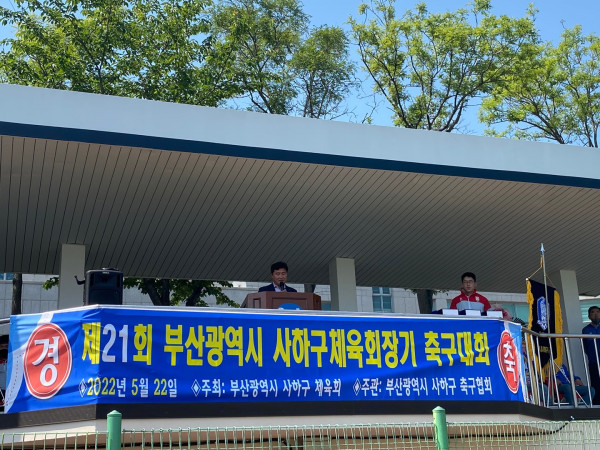 경 제21회 부산광역시 사하구체육회장기 축구대회 축
◈2022년 5월 22일 ◈주최: 부산광역시 사하구 체육회 ◈주관: 부산광역시 사하구 축구협회